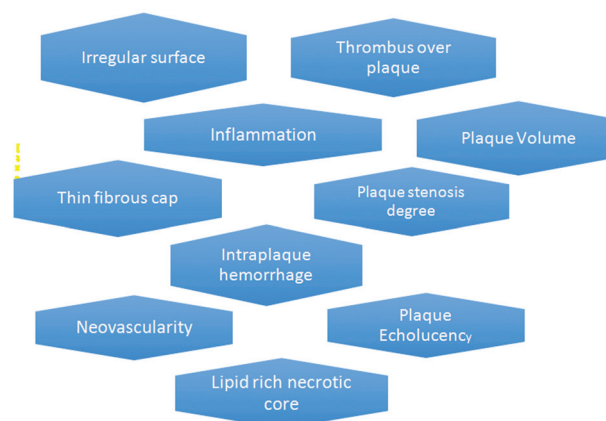 Irregular surface
Thrombus over
plaque
Inflammation
Plaque Volume
Thin fibrous cap
Plaque stenosis
degree
Intraplaque
hemorrhage
Neovascularity
Plaque
Echolucency
Lipid rich necrotic
core